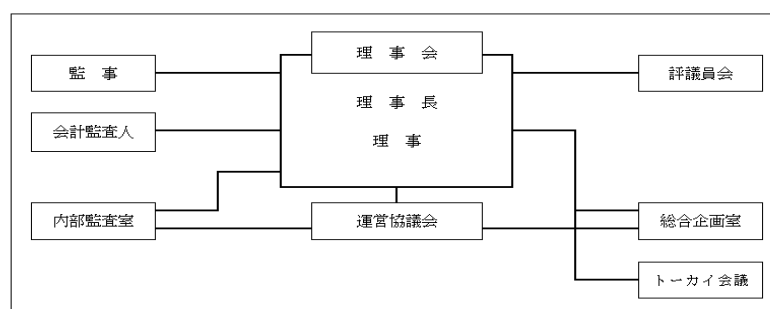 理 事 会
監 事
評議員会
理 事 長
会計監査人
理 事
内部監査室
運営協議会
総合企画室
トーカイ会議